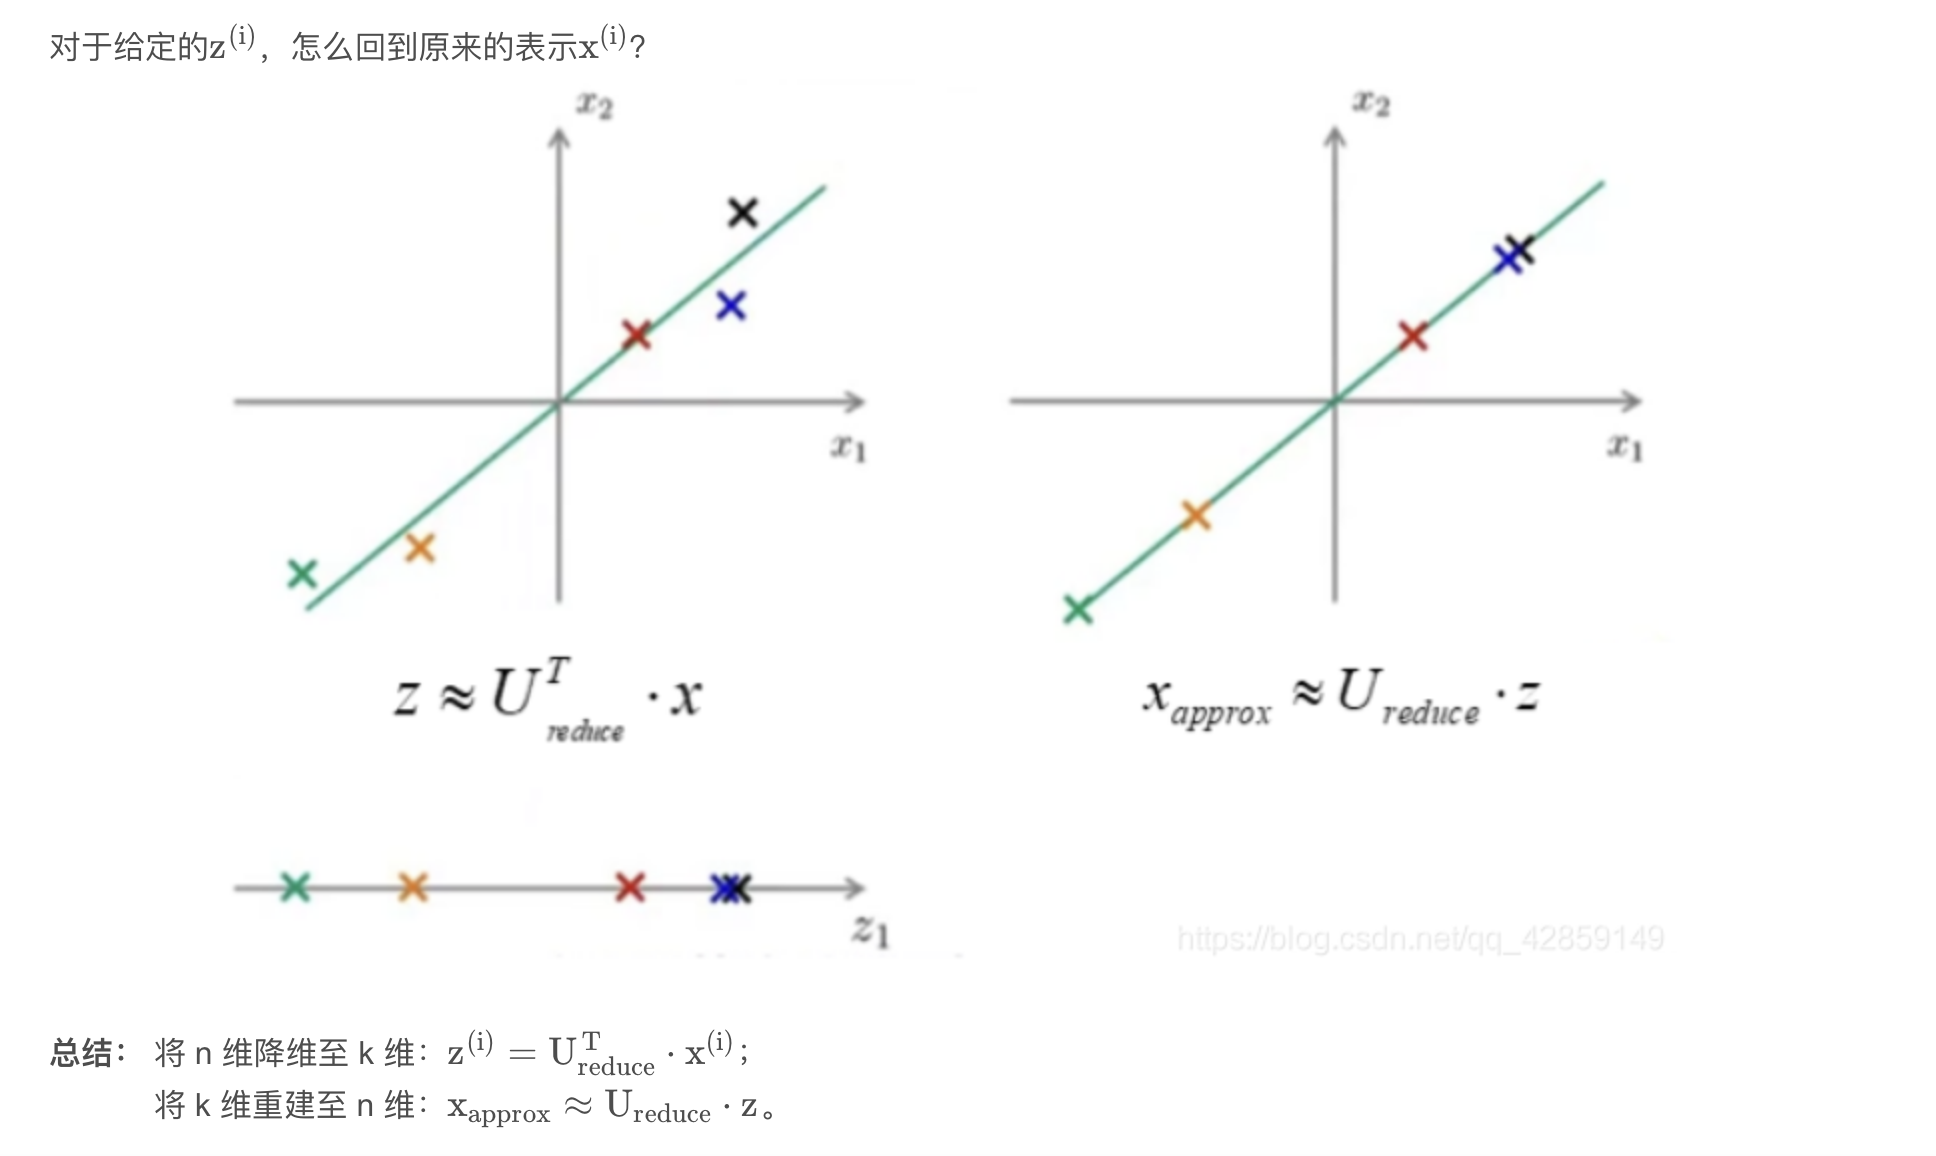 对于给定的z^(i)，怎么回到原来的表示x^(i)？
x₂
x₂
x₁
x₁
z ≈ U^T_reduce · x
x_approx ≈ U_reduce · z
z₁
https://blog.csdn.net/qq_42859149
总结： 将 n 维降维至 k 维：z^(i) = U^T_reduce · x^(i)；
将 k 维重建至 n 维：x_approx ≈ U_reduce · z。